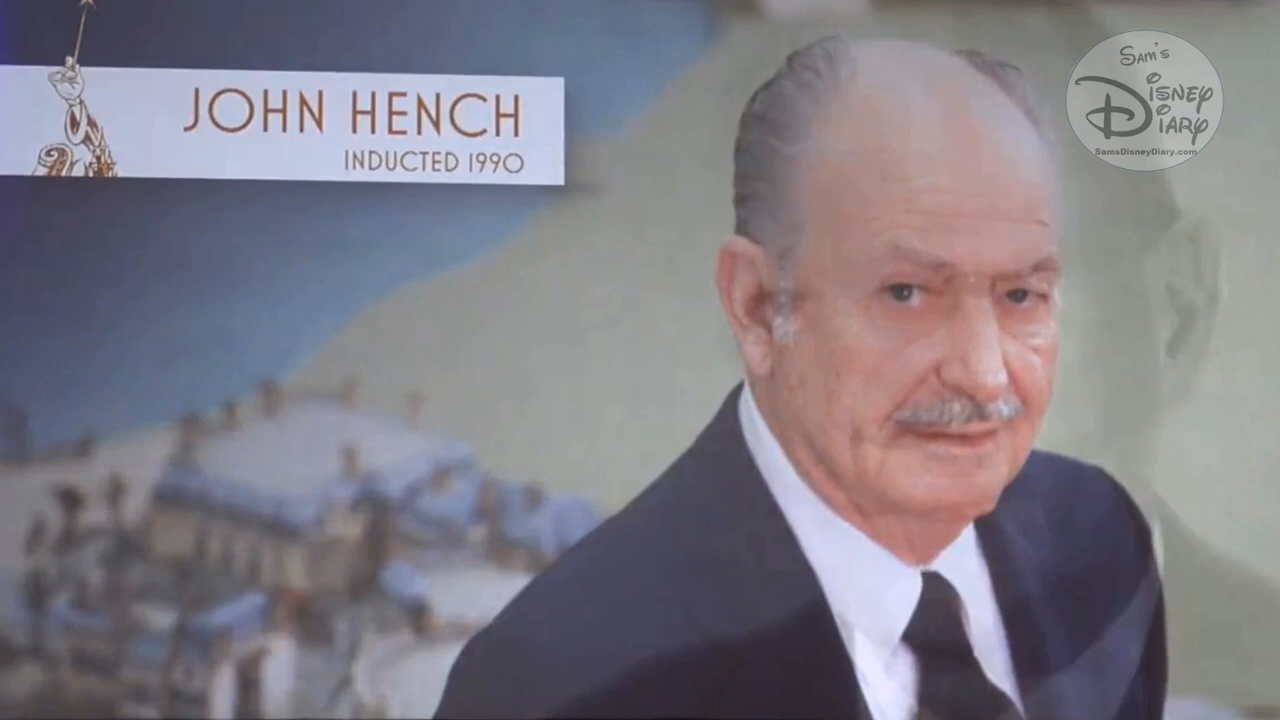 JOHN HENCH
INDUCTED 1990
Sam's
Disney
Diary
SamsDisneyDiary.com